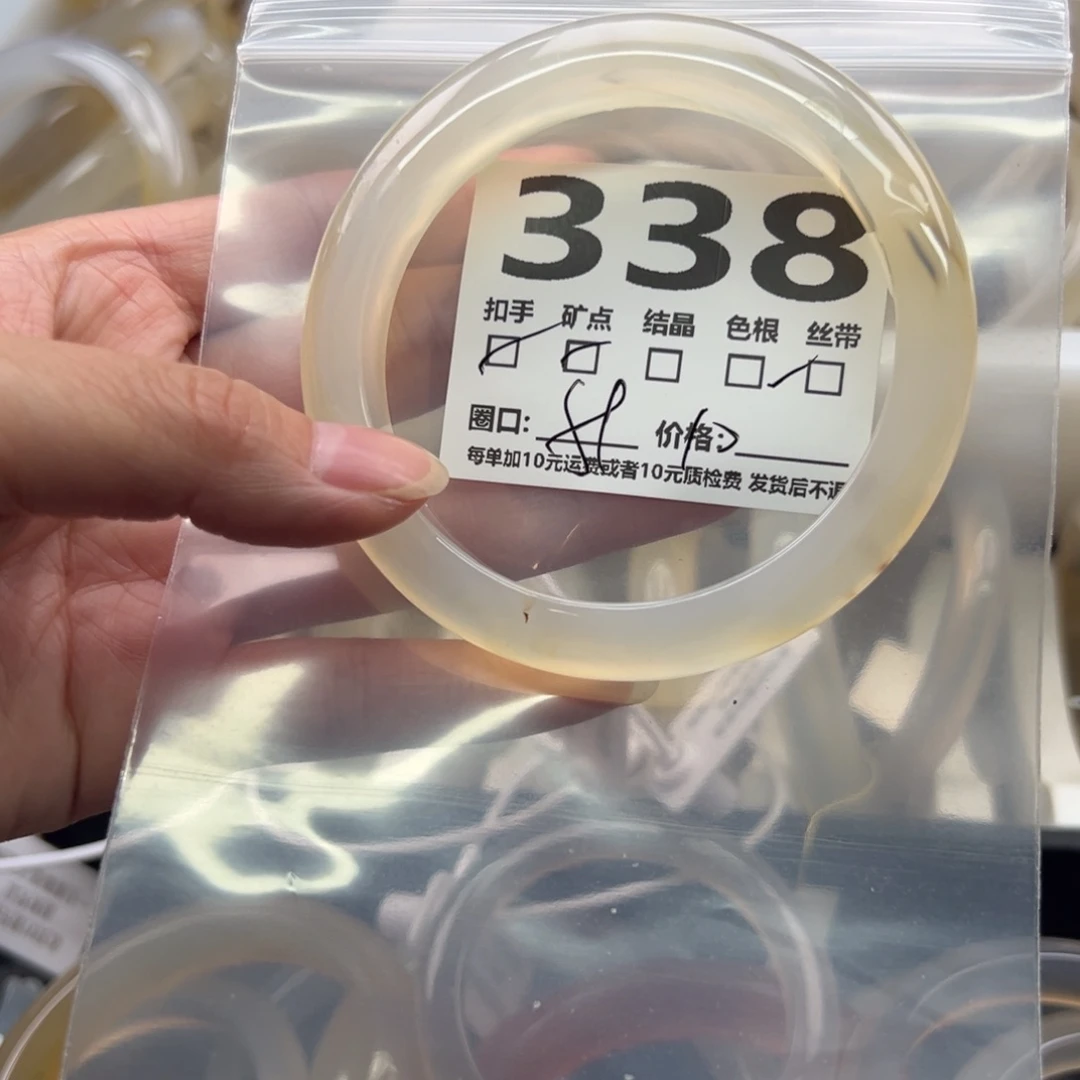 338
扣手 矿点 结晶 色根 丝带
圈口: 价格:
每单加10元运费或者10元质检费 发货后不退